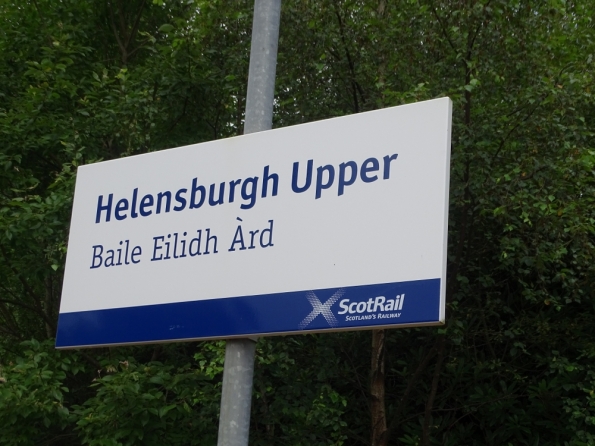 Helensburgh Upper
Baile Eilidh Àrd
ScotRail
Scotland's Railway